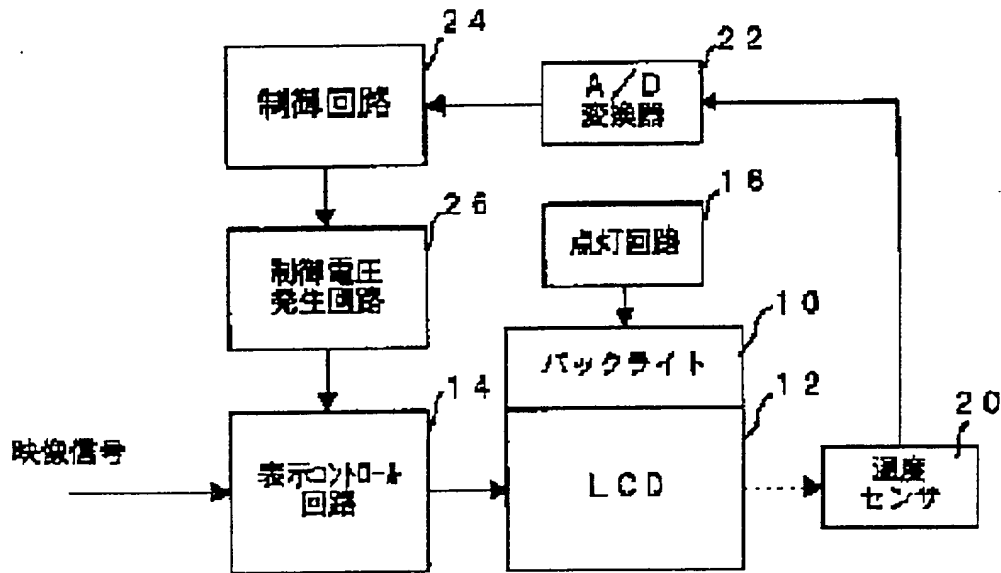 ２４
制御回路
２２
Ａ／Ｄ
変換器
２６
制御電圧
発生回路
１６
点灯回路
１０
バックライト
１４
１２
映像信号
表示コントロール
回路
ＬＣＤ
２０
温度
センサ